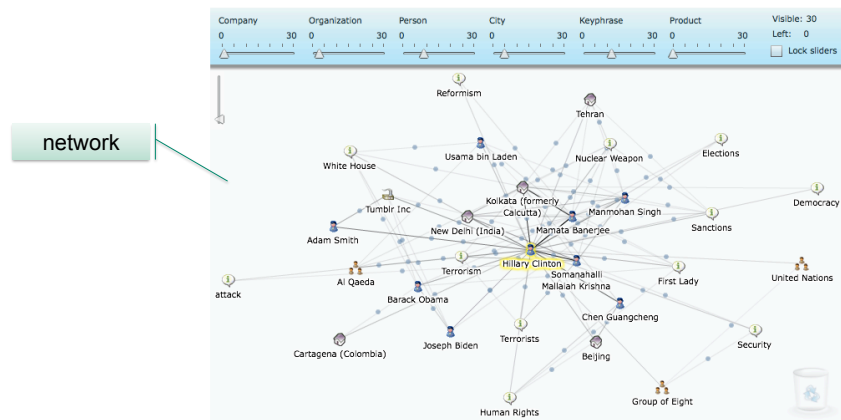 Company Organization Person City Keyphrase Product Visible: 30
0 30 0 30 0 30 0 30 0 30 0 30 Left: 0
Lock sliders
network
Reformism
Tehran
Usama bin Laden
Nuclear Weapon
Elections
White House
Kolkata (formerly
Calcutta)
Tumblr Inc
Manmohan Singh
Democracy
New Delhi (India)
Mamata Banerjee
Sanctions
Adam Smith
Hillary Clinton
Al Qaeda
Terrorism
Somanahalli
Mallaiah Krishna
First Lady
United Nations
attack
Barack Obama
Chen Guangcheng
Cartagena (Colombia)
Joseph Biden
Terrorists
Beijing
Security
Human Rights
Group of Eight